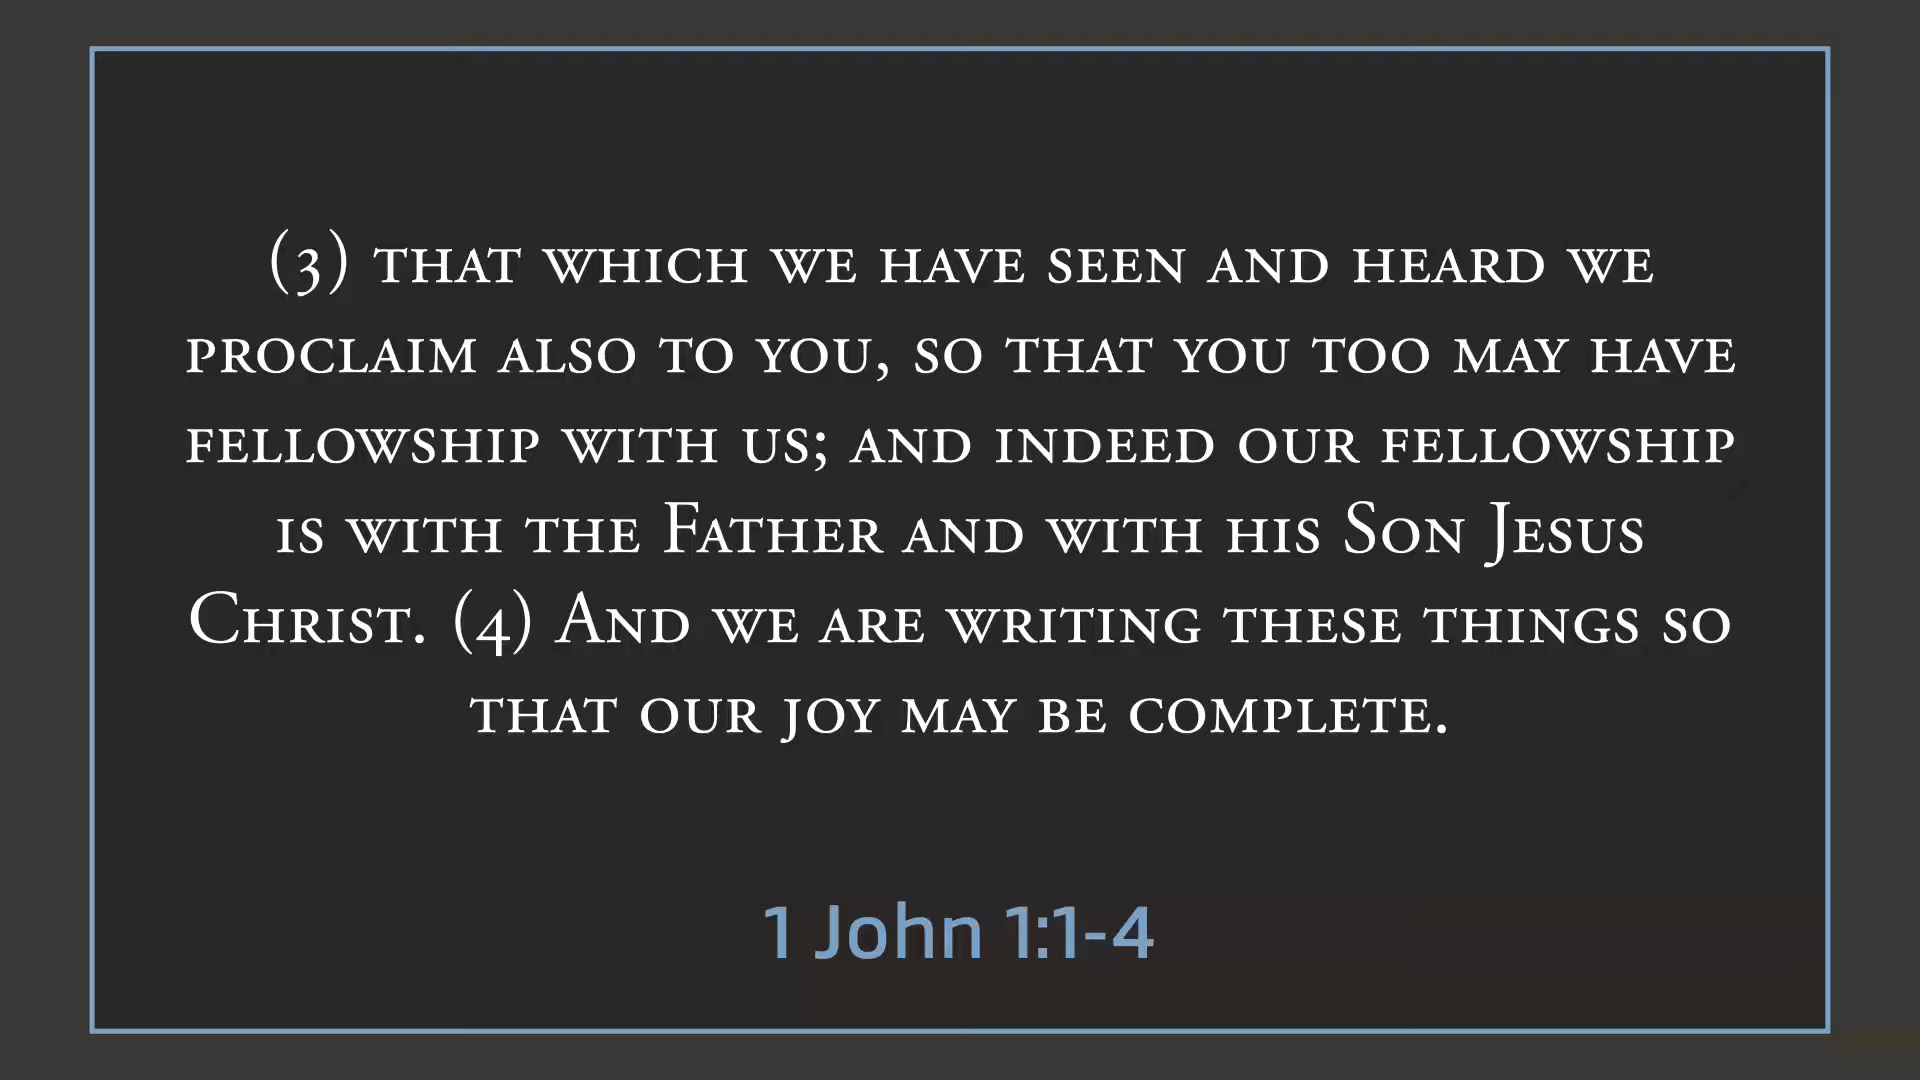 (3) that which we have seen and heard we
proclaim also to you, so that you too may have
fellowship with us; and indeed our fellowship
is with the Father and with his Son Jesus
Christ. (4) And we are writing these things so
that our joy may be complete.
1 John 1:1-4